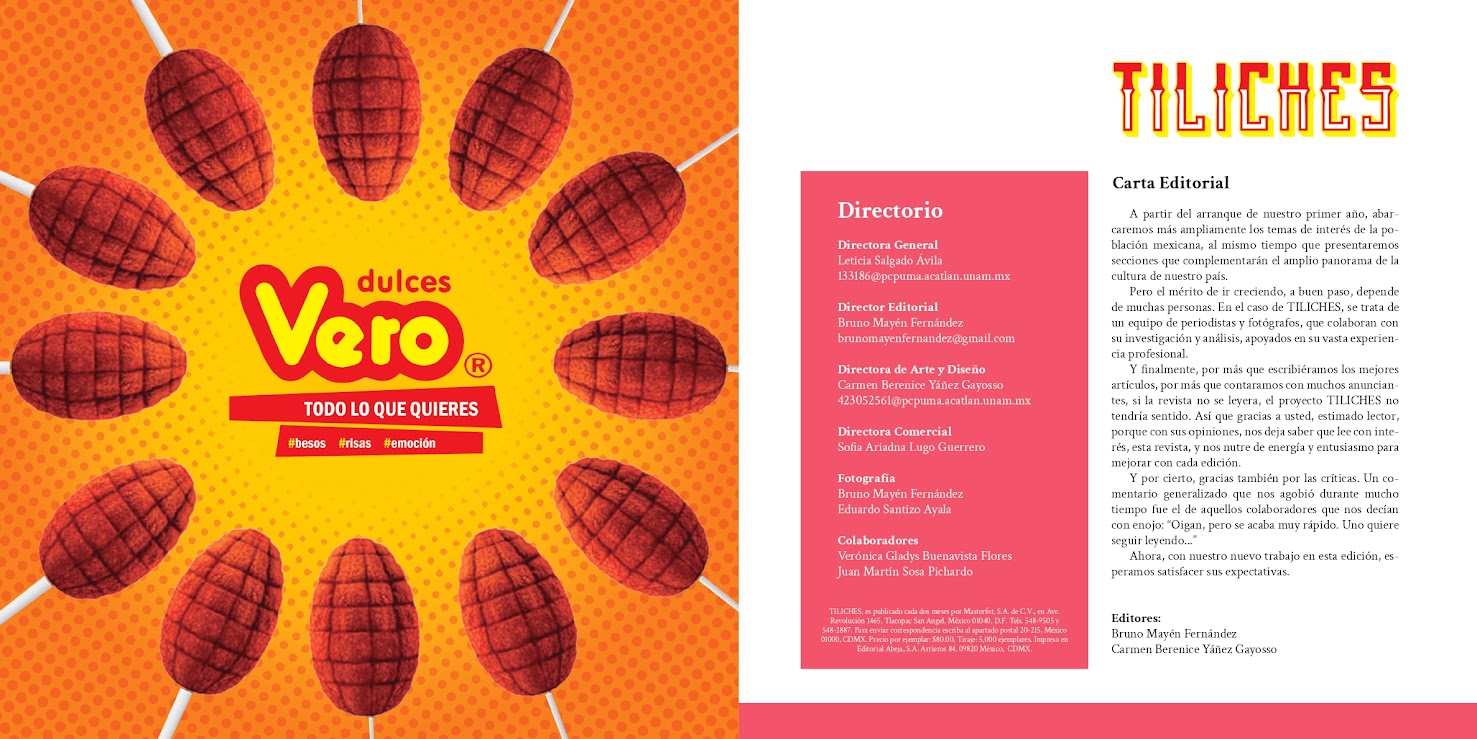 dulces
Vero®
TODO LO QUE QUIERES
#besos #risas #emoción
TILICHES
Directorio
Directora General
Leticia Salgado Ávila
133186@pcpuma.acatlan.unam.mx
Director Editorial
Bruno Mayén Fernández
brunomayenfernandez@gmail.com
Directora de Arte y Diseño
Carmen Berenice Yáñez Gayosso
423052561@pcpuma.acatlan.unam.mx
Directora Comercial
Sofia Ariadna Lugo Guerrero
Fotografía
Bruno Mayén Fernández
Eduardo Santizo Ayala
Colaboradores
Verónica Gladys Buenavista Flores
Juan Martín Sosa Pichardo
TILICHES, es publicado cada dos meses por Masterfot, S.A. de C.V., en Ave.
Revolución 1465, Tlacopac San Angel, México 01040, D.F. Tels. 548-9505 y
548-2887. Para enviar correspondencia escriba al apartado postal 20-215, México
01000, CDMX. Precio por ejemplar: $80.00, Tiraje: 5,000 ejemplares. Impreso en
Editorial Abeja, S.A. Arrieros 84, 09820 México, CDMX.
Carta Editorial
A partir del arranque de nuestro primer año, abar-
caremos más ampliamente los temas de interés de la po-
blación mexicana, al mismo tiempo que presentaremos
secciones que complementarán el amplio panorama de la
cultura de nuestro país.
Pero el mérito de ir creciendo, a buen paso, depende
de muchas personas. En el caso de TILICHES, se trata de
un equipo de periodistas y fotógrafos, que colaboran con
su investigación y análisis, apoyados en su vasta experien-
cia profesional.
Y finalmente, por más que escribiéramos los mejores
artículos, por más que contaramos con muchos anuncian-
tes, si la revista no se leyera, el proyecto TILICHES no
tendría sentido. Así que gracias a usted, estimado lector,
porque con sus opiniones, nos deja saber que lee con inte-
rés, esta revista, y nos nutre de energía y entusiasmo para
mejorar con cada edición.
Y por cierto, gracias también por las críticas. Un co-
mentario generalizado que nos agobió durante mucho
tiempo fue el de aquellos colaboradores que nos decían
con enojo: “Oigan, pero se acaba muy rápido. Uno quiere
seguir leyendo...”
Ahora, con nuestro nuevo trabajo en esta edición, es-
peramos satisfacer sus expectativas.
Editores:
Bruno Mayén Fernández
Carmen Berenice Yáñez Gayosso